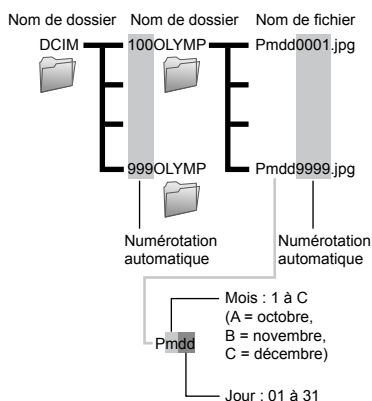 Nom de dossier Nom de dossier Nom de fichier
DCIM 100OLYMP Pmdd0001.jpg
999OLYMP Pmdd9999.jpg
Numérotation automatique
Numérotation automatique
Mois : 1 à C
(A = octobre,
B = novembre,
C = décembre)
Pmdd
Jour : 01 à 31